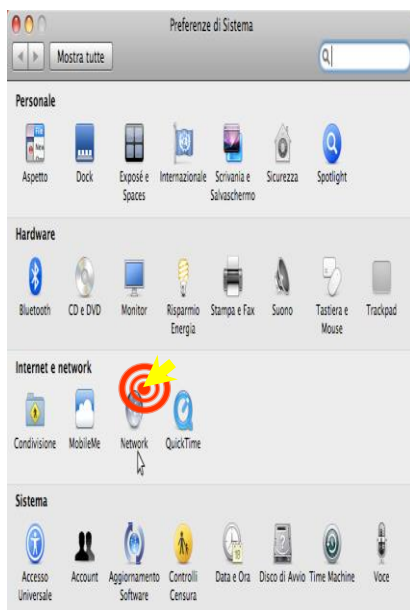 Preferenze di Sistema
Mostra tutte
Personale
Aspetto Dock Exposé e Spaces Internazionale Scrivania e Salvaschermo Sicurezza Spotlight
Hardware
Bluetooth CD e DVD Monitor Risparmio Energia Stampa e Fax Suono Tastiera e Mouse Trackpad
Internet e network
Condivisione MobileMe Network QuickTime
Sistema
Accesso Universale Account Aggiornamento Software Controlli Censura Data e Ora Disco di Avvio Time Machine Voce